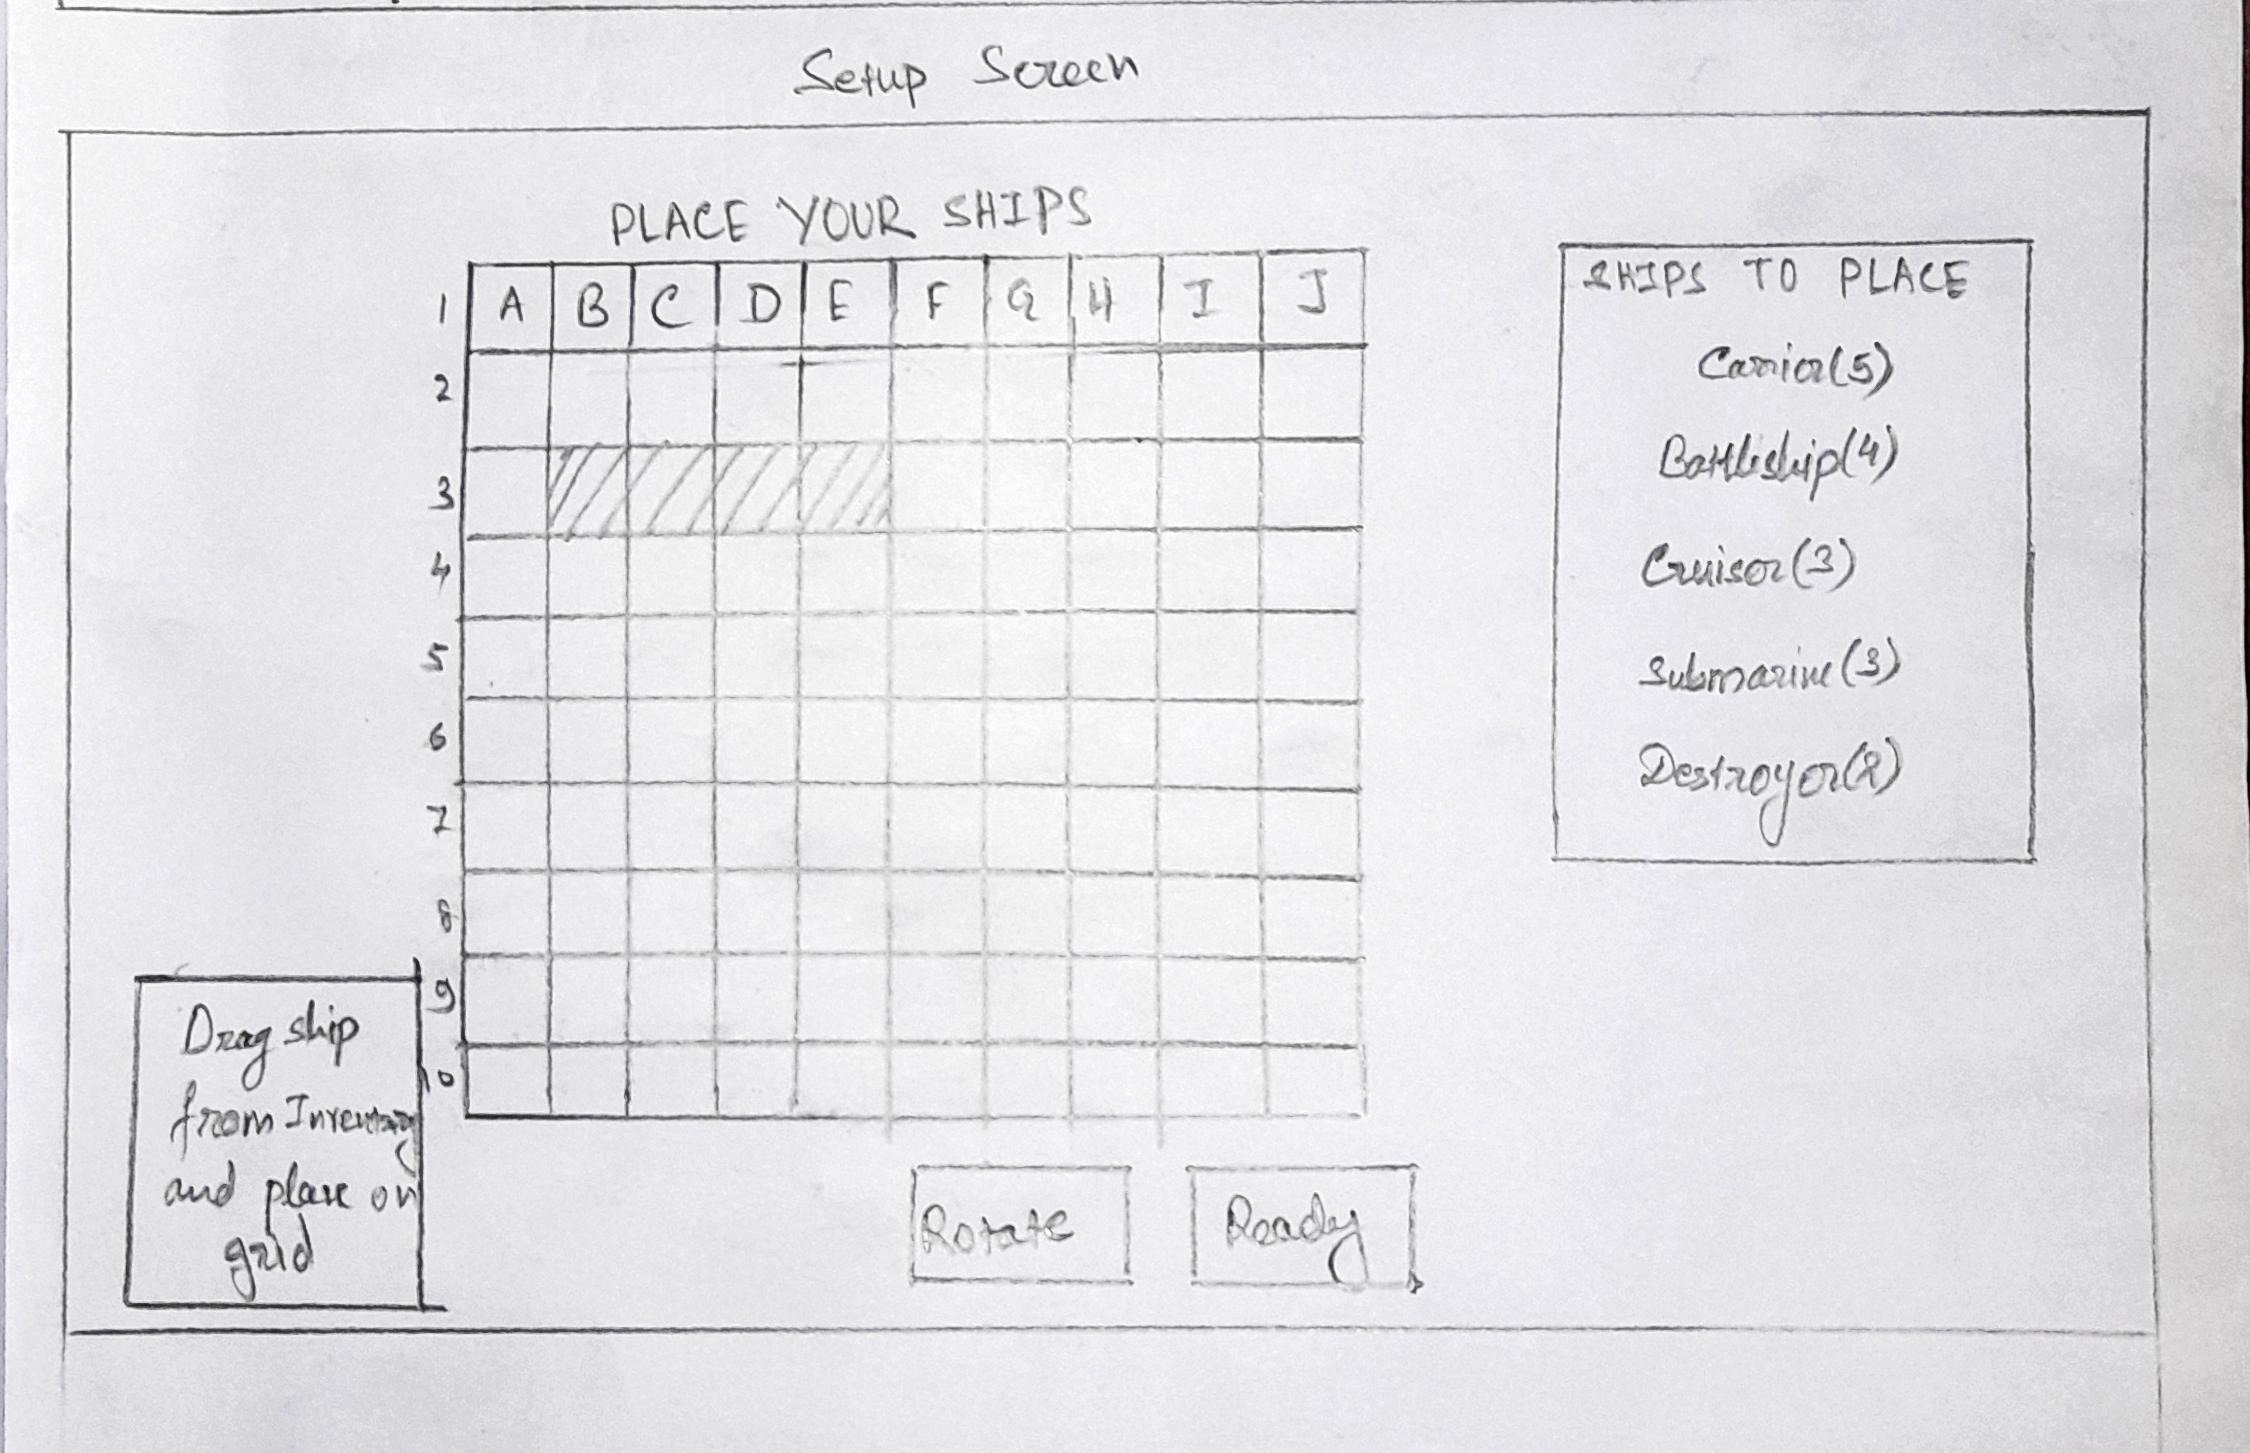 Setup Screen
PLACE YOUR SHIPS
1 A B C D E F G H I J
2
3
4
5
6
7
8
9
10
SHIPS TO PLACE
Carrier(5)
Battleship(4)
Cruiser(3)
Submarine(3)
Destroyer(2)
Drag ship
from Inventory
and place on
grid
Rotate
Ready